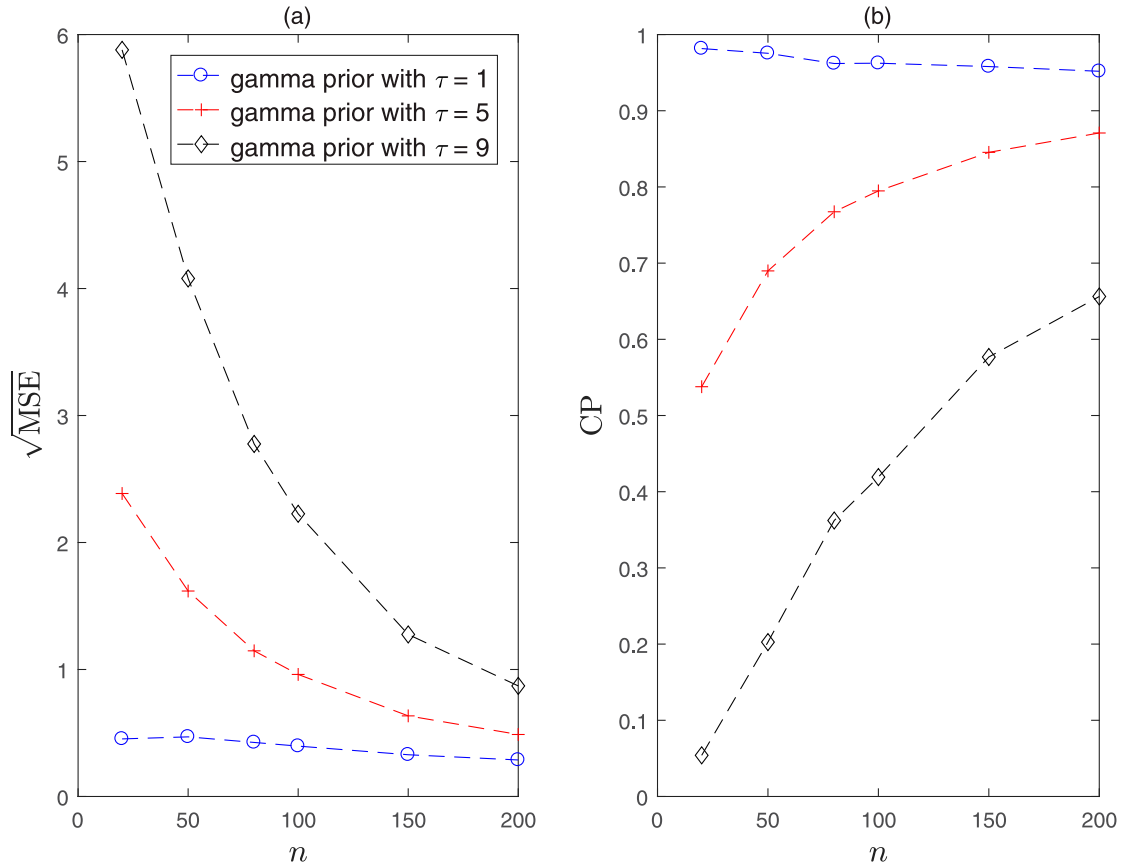 (a)
6
5
4
3
2
1
0
√MSE
gamma prior with τ = 1
gamma prior with τ = 5
gamma prior with τ = 9
0 50 100 150 200
n
(b)
1
0.9
0.8
0.7
0.6
0.5
0.4
0.3
0.2
0.1
0
CP
0 50 100 150 200
n